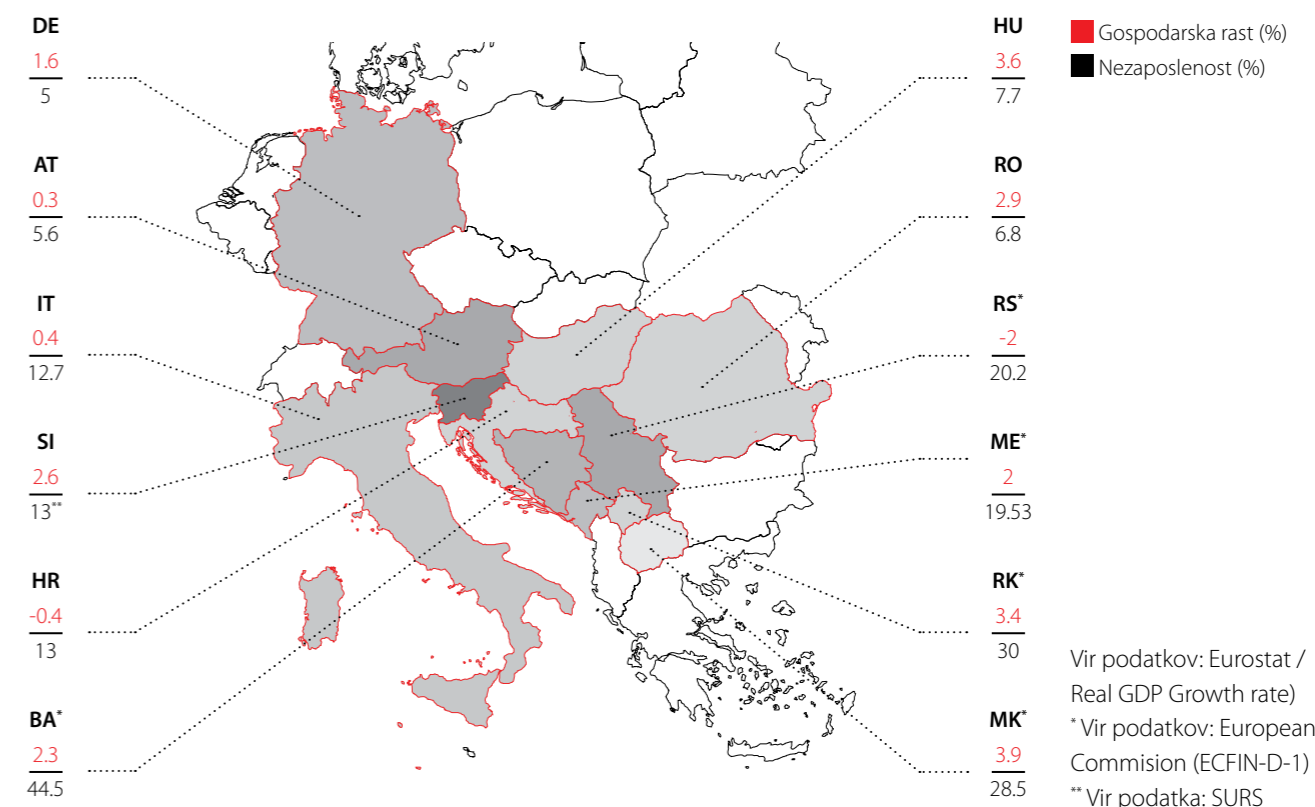 DE
1.6
5
AT
0.3
5.6
IT
0.4
12.7
SI
2.6
13**
HR
-0.4
13
BA*
2.3
44.5
HU
3.6
7.7
RO
2.9
6.8
RS*
-2
20.2
ME*
2
19.53
RK*
3.4
30
MK*
3.9
28.5
Gospodarska rast (%)
Nezaposlenost (%)
Vir podatkov: Eurostat /
Real GDP Growth rate)
* Vir podatkov: European
Commision (ECFIN-D-1)
** Vir podatka: SURS